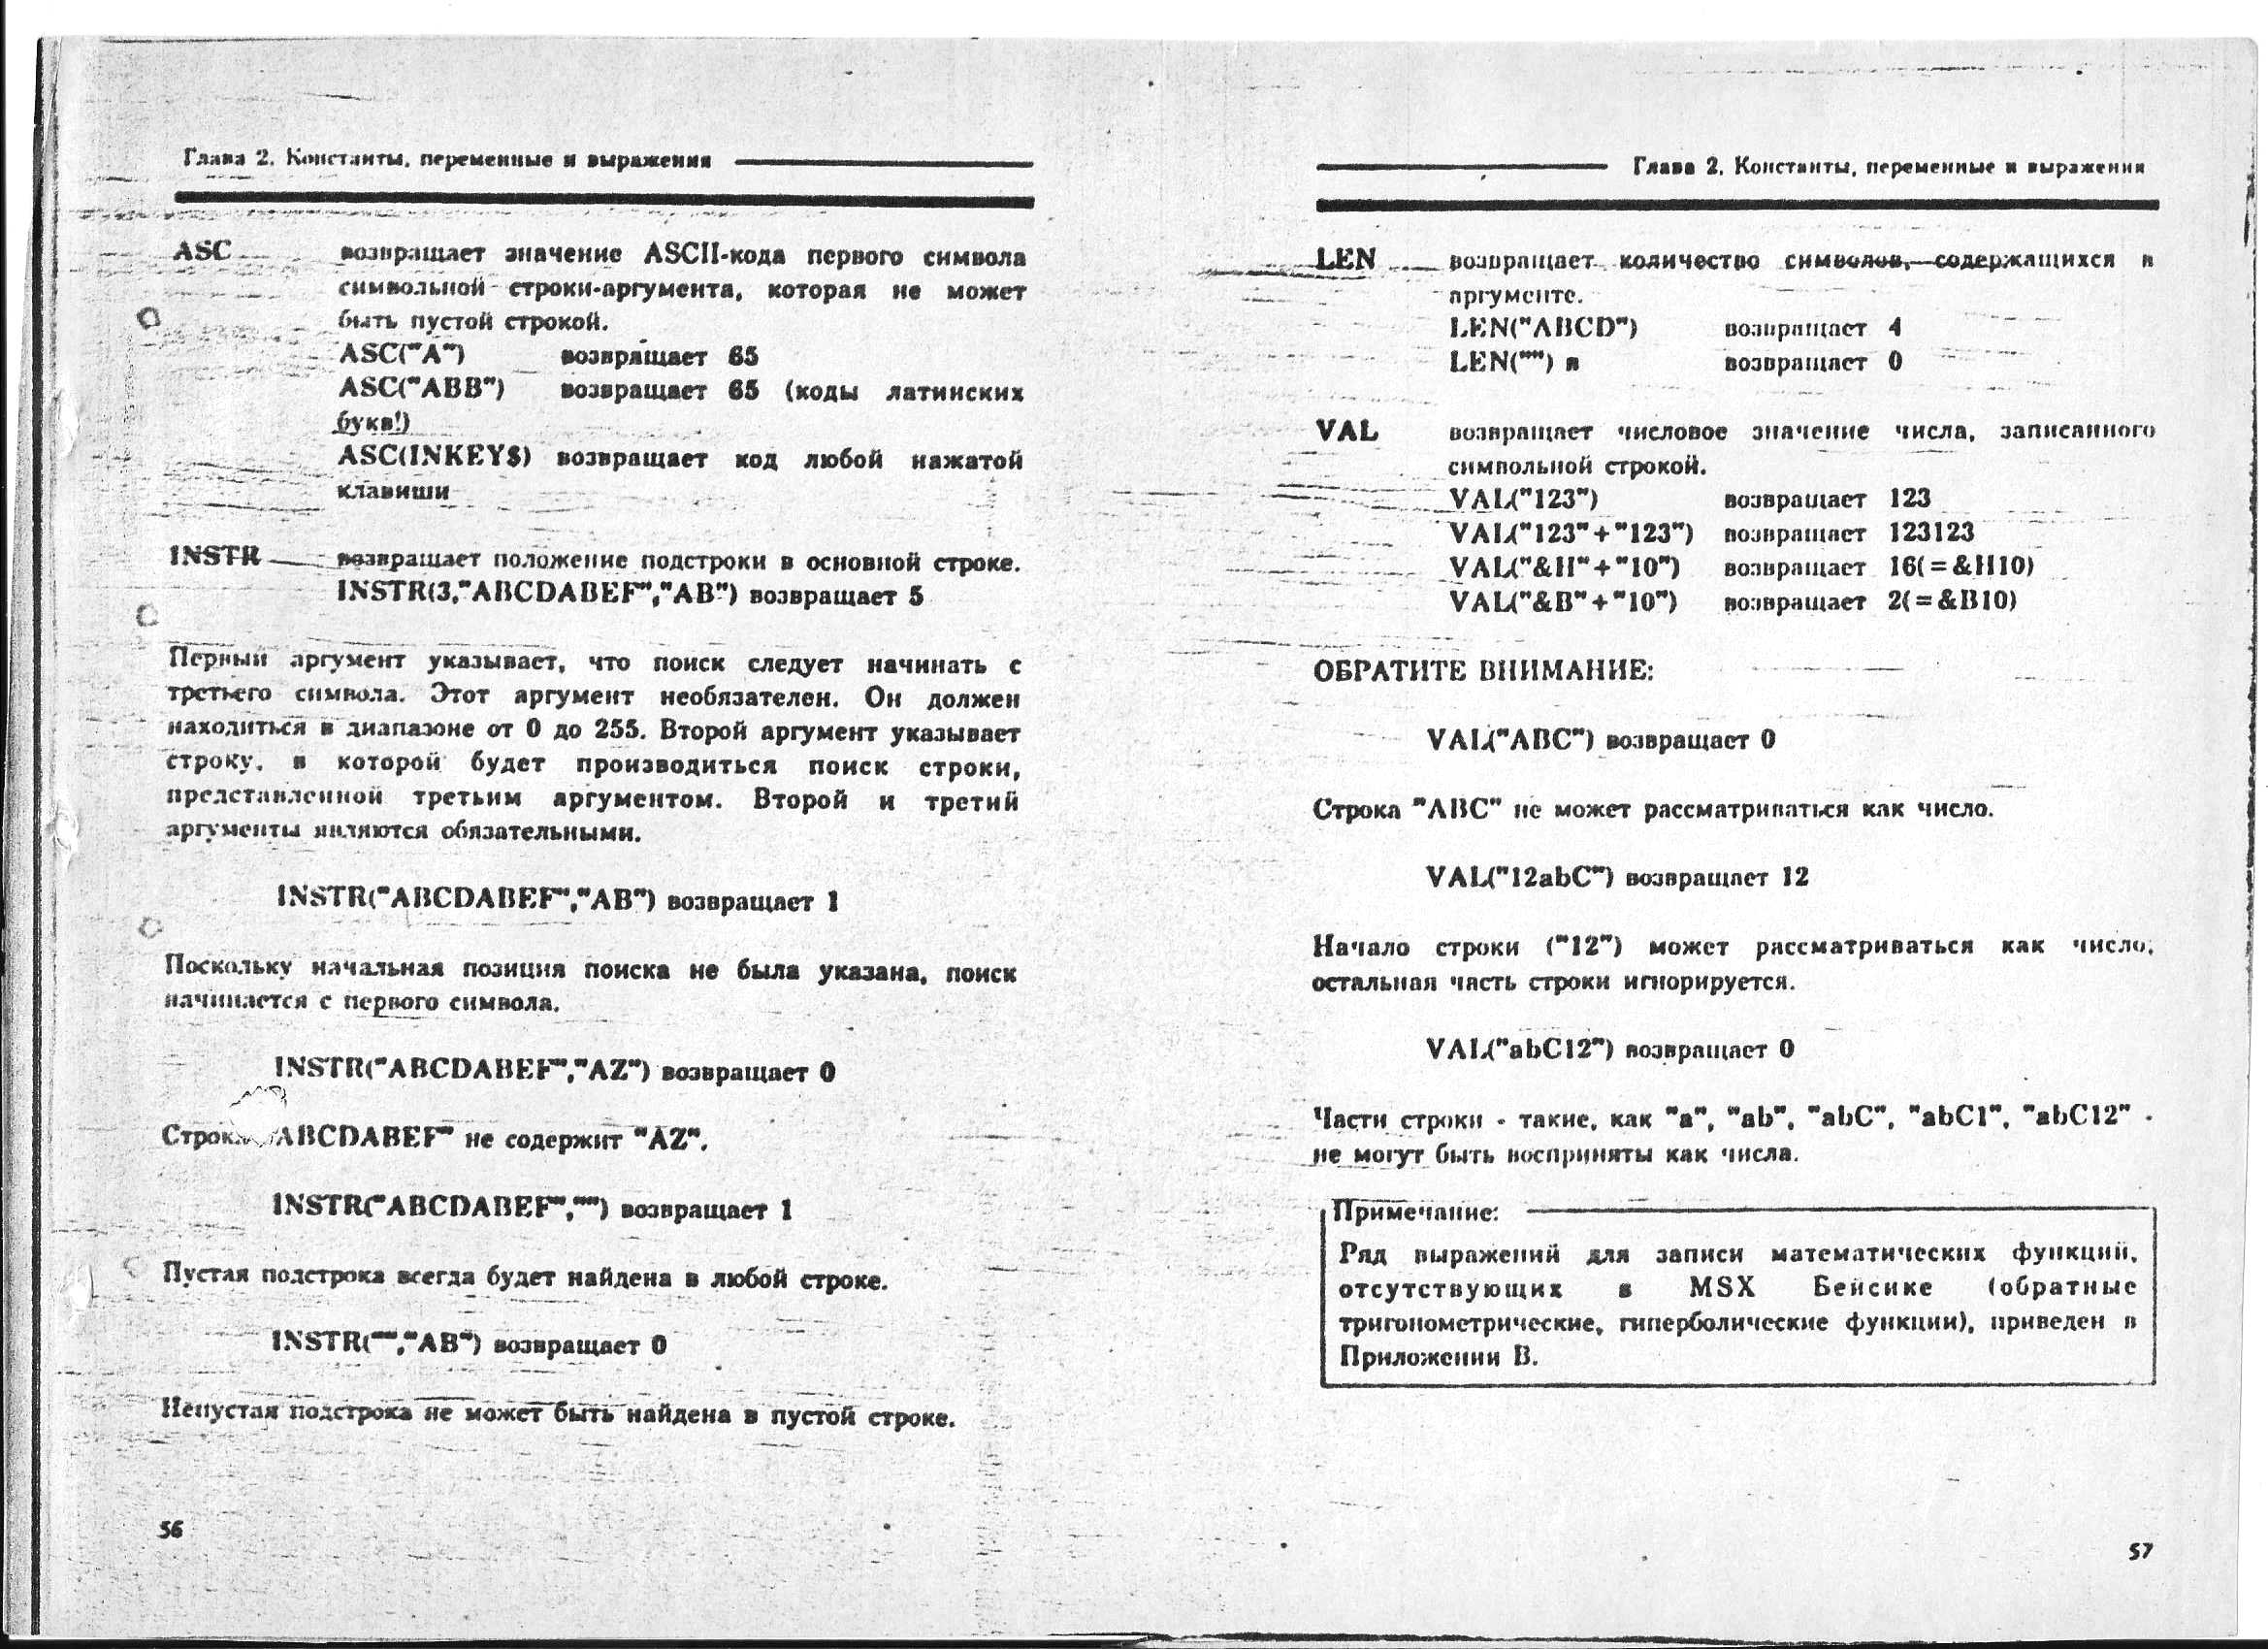 Глава 2. Константы, переменные и выражения
ASC возвращает значение ASCII-кода первого символа
символьной строки-аргумента, которая не может
быть пустой строкой.
ASC("A") возвращает 65
ASC("ABB") возвращает 65 (коды латинских
букв!)
ASC(INKEY$) возвращает код любой нажатой
клавиши
INSTR возвращает положение подстроки в основной строке.
INSTR(3,"ABCDABEF","AB") возвращает 5
Первый аргумент указывает, что поиск следует начинать с
третьего символа. Этот аргумент необязателен. Он должен
находиться в диапазоне от 0 до 255. Второй аргумент указывает
строку, в которой будет производиться поиск строки,
представленной третьим аргументом. Второй и третий
аргументы являются обязательными.
INSTR("ABCDABEF","AB") возвращает 1
Поскольку начальная позиция поиска не была указана, поиск
начинается с первого символа.
INSTR("ABCDABEF","AZ") возвращает 0
Строка "ABCDABEF" не содержит "AZ".
INSTR("ABCDABEF","") возвращает 1
Пустая подстрока всегда будет найдена в любой строке.
INSTR("","AB") возвращает 0
Непустая подстрока не может быть найдена в пустой строке.
56
Глава 2. Константы, переменные и выражения
LEN возвращает количество символов, содержащихся в
аргументе.
LEN("ABCD") возвращает 4
LEN("") в возвращает 0
VAL возвращает числовое значение числа, записанного
символьной строкой.
VAL("123") возвращает 123
VAL("123"+"123") возвращает 123123
VAL("&H"+"10") возвращает 16(=&H10)
VAL("&B"+"10") возвращает 2(=&B10)
ОБРАТИТЕ ВНИМАНИЕ:
VAL("ABC") возвращает 0
Строка "ABC" не может рассматриваться как число.
VAL("12abC") возвращает 12
Начало строки ("12") может рассматриваться как число,
остальная часть строки игнорируется.
VAL("abC12") возвращает 0
Части строки - такие, как "a", "ab", "abC", "abC1", "abC12" -
не могут быть восприняты как числа.
Примечание:
Ряд выражений для записи математических функций,
отсутствующих в MSX Бейсике (обратные
тригонометрические, гиперболические функции), приведен в
Приложении В.
57